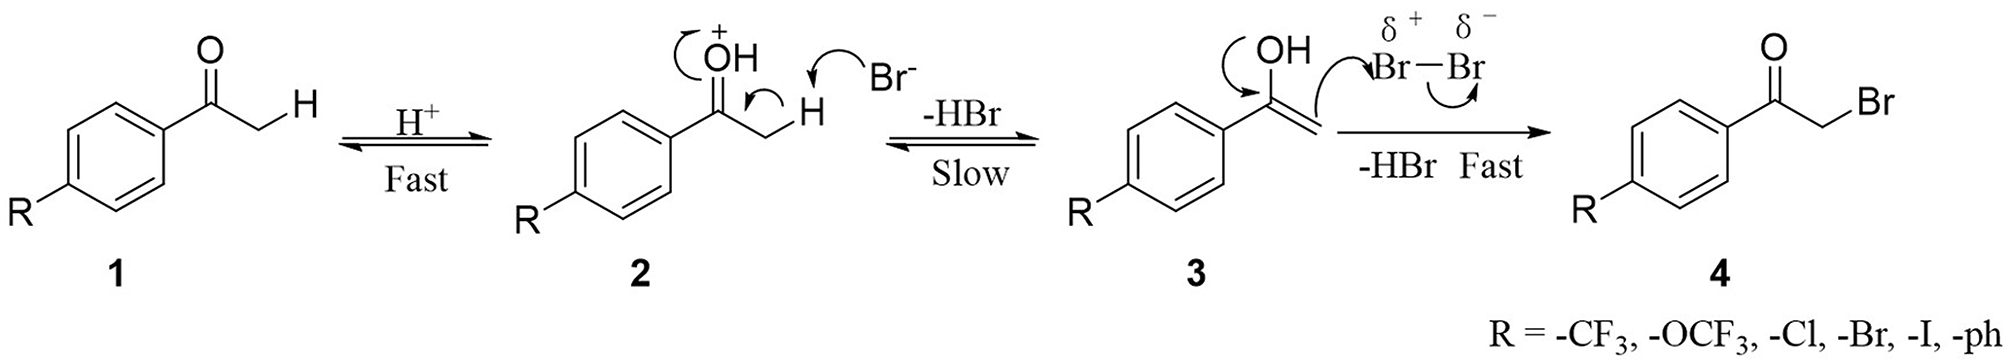 O H H⁺ Fast R 1
⁺OH H Br⁻ -HBr Slow R 2
OH δ⁺ δ⁻ Br Br -HBr Fast R 3
O Br R 4
R = -CF₃, -OCF₃, -Cl, -Br, -I, -ph